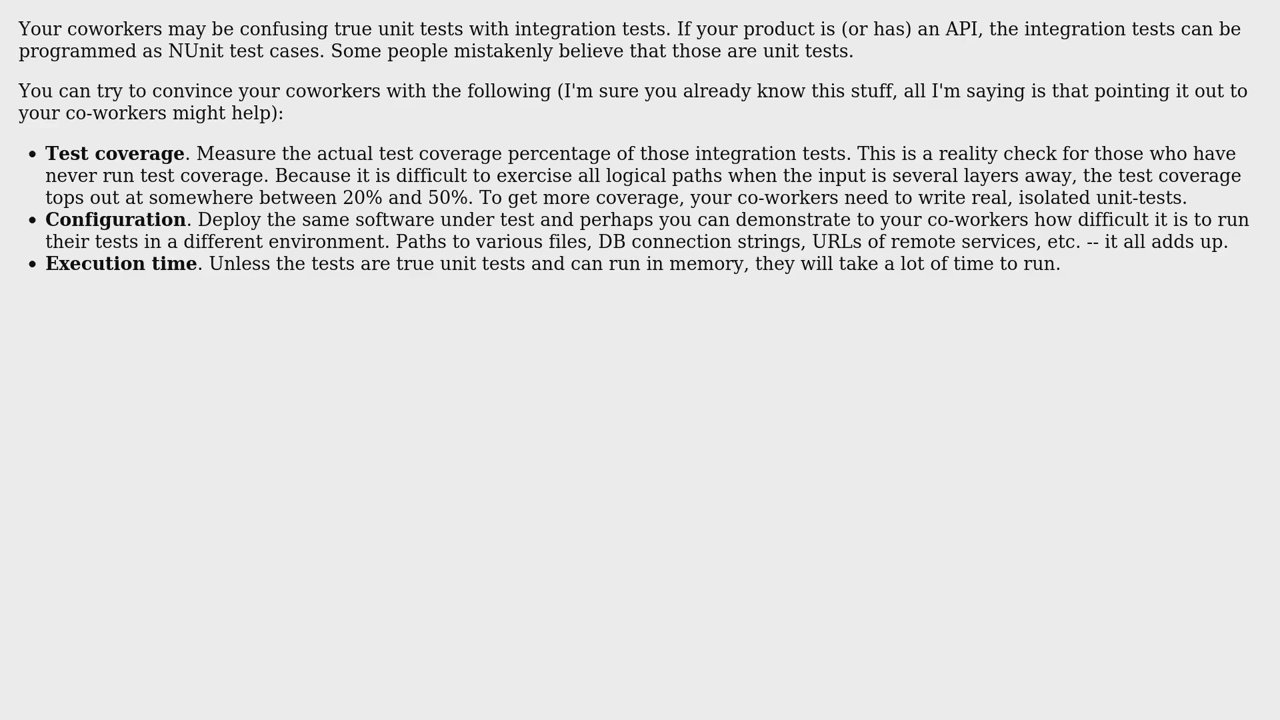 Your coworkers may be confusing true unit tests with integration tests. If your product is (or has) an API, the integration tests can be
programmed as NUnit test cases. Some people mistakenly believe that those are unit tests.
You can try to convince your coworkers with the following (I'm sure you already know this stuff, all I'm saying is that pointing it out to
your co-workers might help):
• Test coverage. Measure the actual test coverage percentage of those integration tests. This is a reality check for those who have
never run test coverage. Because it is difficult to exercise all logical paths when the input is several layers away, the test coverage
tops out at somewhere between 20% and 50%. To get more coverage, your co-workers need to write real, isolated unit-tests.
• Configuration. Deploy the same software under test and perhaps you can demonstrate to your co-workers how difficult it is to run
their tests in a different environment. Paths to various files, DB connection strings, URLs of remote services, etc. -- it all adds up.
• Execution time. Unless the tests are true unit tests and can run in memory, they will take a lot of time to run.